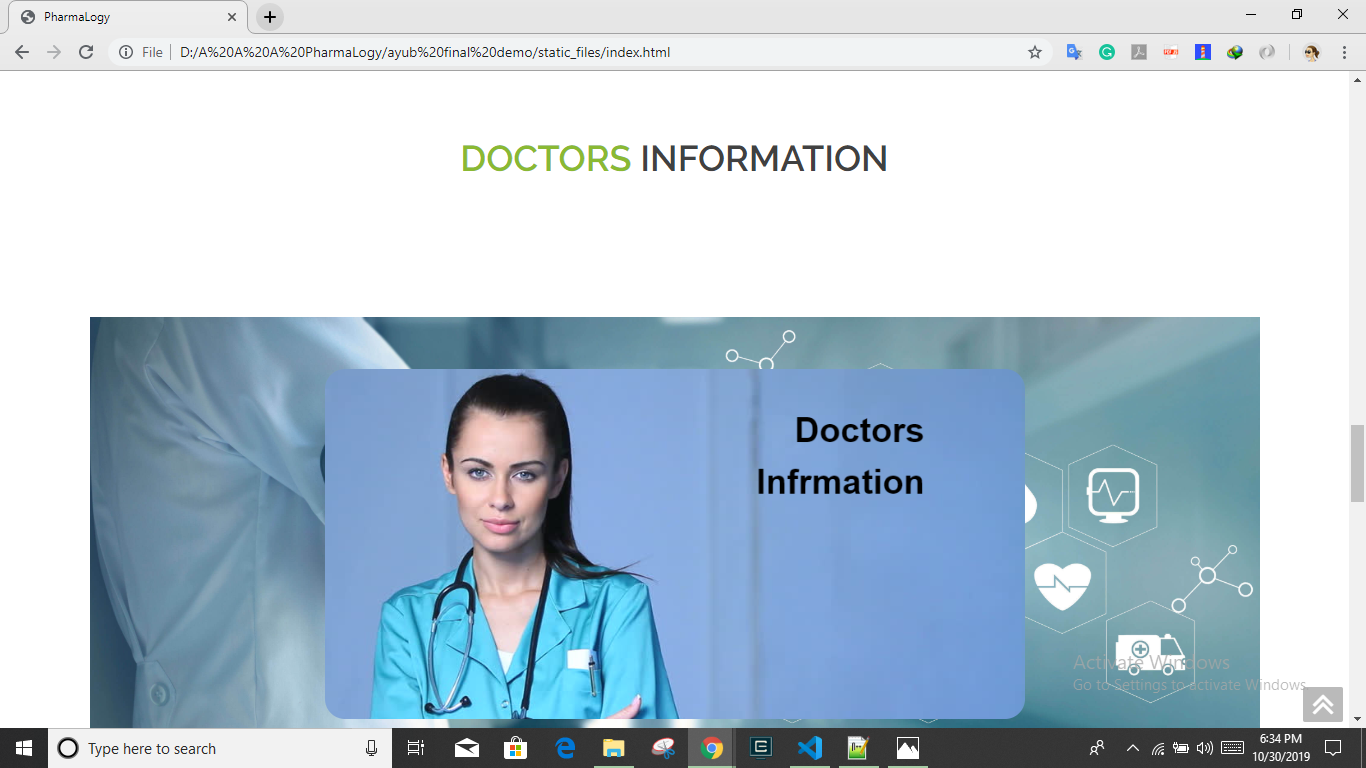 PharmaLogy
File
D:/A%20A%20A%20PharmaLogy/ayub%20final%20demo/static_files/index.html
DOCTORS INFORMATION
Doctors
Infrmation
Activate Windows
Go to Settings to activate Windows.
Type here to search
6:34 PM
10/30/2019